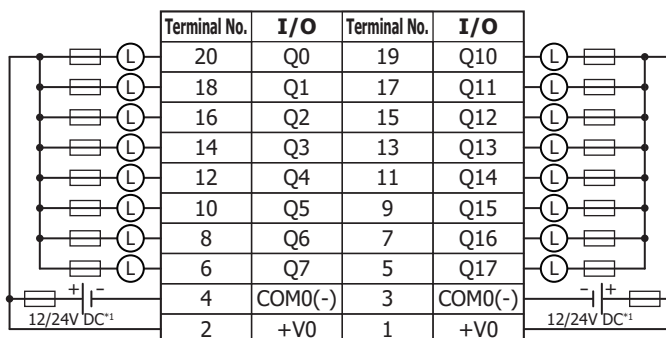 Terminal No. I/O Terminal No. I/O
L 20 Q0 19 Q10 L
L 18 Q1 17 Q11 L
L 16 Q2 15 Q12 L
L 14 Q3 13 Q13 L
L 12 Q4 11 Q14 L
L 10 Q5 9 Q15 L
L 8 Q6 7 Q16 L
L 6 Q7 5 Q17 L
+ – 4 COM0(-) 3 COM0(-) – +
12/24V DC*1 2 +V0 1 +V0 12/24V DC*1